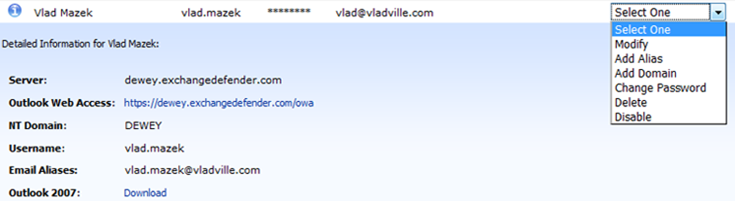 Vlad Mazek vlad.mazek ******** vlad@vladville.com Select One
Select One
Modify
Add Alias
Add Domain
Change Password
Delete
Disable
Detailed Information for Vlad Mazek:
Server: dewey.exchangedefender.com
Outlook Web Access: https://dewey.exchangedefender.com/owa
NT Domain: DEWEY
Username: vlad.mazek
Email Aliases: vlad.mazek@vladville.com
Outlook 2007: Download